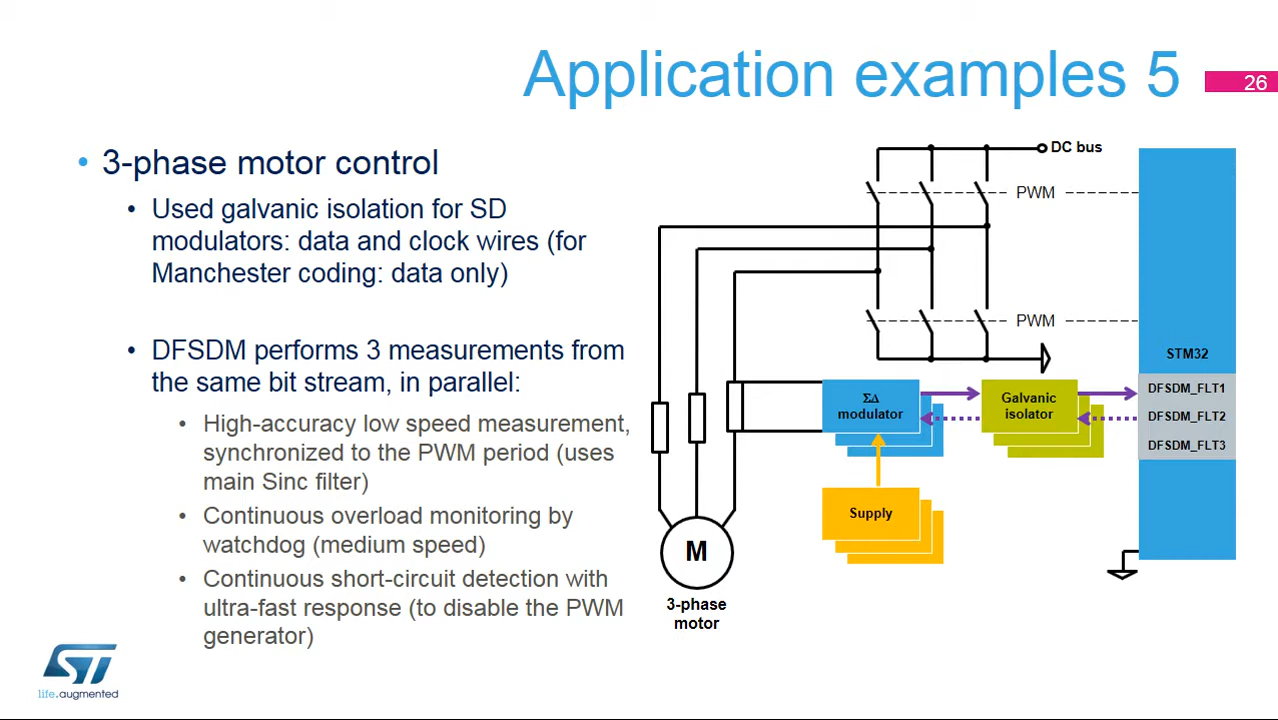 Application examples 5
26
• 3-phase motor control
• Used galvanic isolation for SD
modulators: data and clock wires (for
Manchester coding: data only)
• DFSDM performs 3 measurements from
the same bit stream, in parallel:
• High-accuracy low speed measurement,
synchronized to the PWM period (uses
main Sinc filter)
• Continuous overload monitoring by
watchdog (medium speed)
• Continuous short-circuit detection with
ultra-fast response (to disable the PWM
generator)
DC bus
PWM
PWM
STM32
DFSDM_FLT1
DFSDM_FLT2
DFSDM_FLT3
ΣΔ
modulator
Galvanic
isolator
Supply
M
3-phase
motor
ST
life.augmented